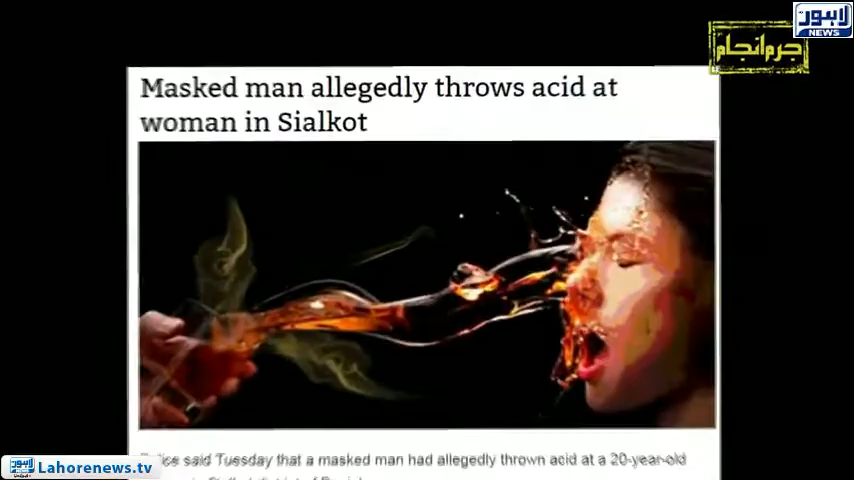 لاہور
NEWS
جرم انجام
Masked man allegedly throws acid at
woman in Sialkot
said Tuesday that a masked man had allegedly thrown acid at a 20-year-old
لاہور
Lahorenews.tv